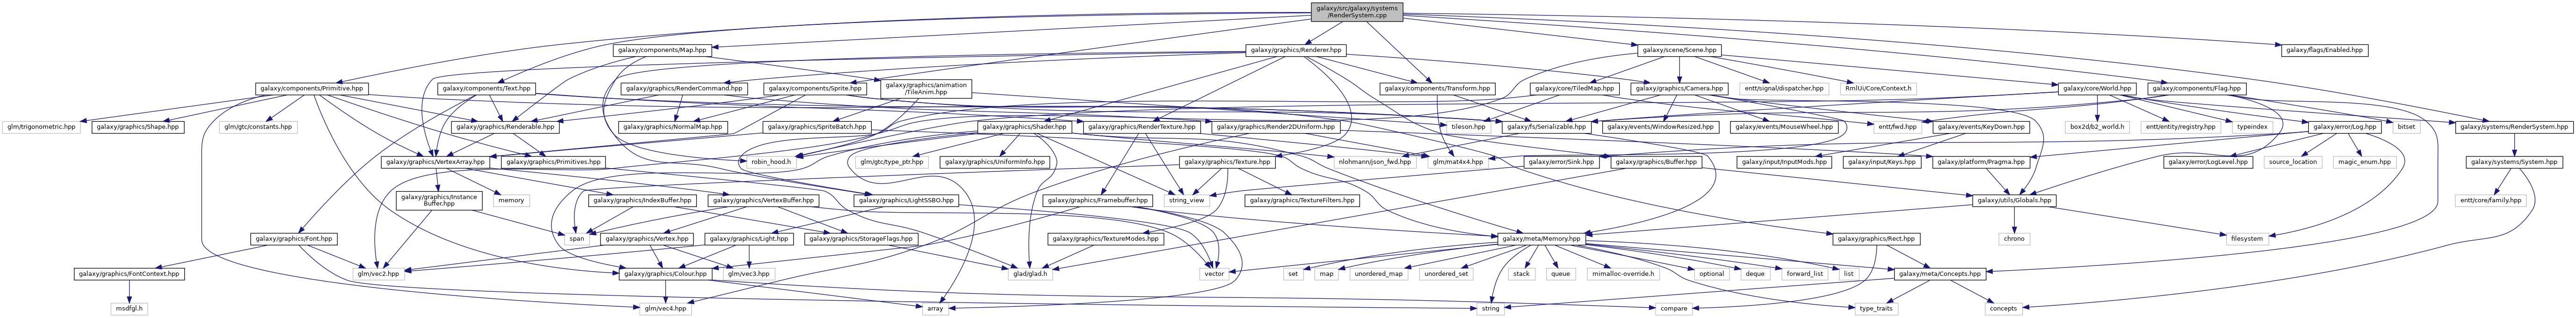 galaxy/src/galaxy/systems
/RenderSystem.cpp
galaxy/components/Map.hpp
galaxy/graphics/Renderer.hpp
galaxy/scene/Scene.hpp
galaxy/flags/Enabled.hpp
galaxy/components/Primitive.hpp
galaxy/components/Text.hpp
galaxy/graphics/RenderCommand.hpp
galaxy/components/Sprite.hpp
galaxy/graphics/animation
/TileAnim.hpp
galaxy/components/Transform.hpp
galaxy/core/TiledMap.hpp
galaxy/graphics/Camera.hpp
entt/signal/dispatcher.hpp
RmlUi/Core/Context.h
galaxy/core/World.hpp
galaxy/components/Flag.hpp
glm/trigonometric.hpp
galaxy/graphics/Shape.hpp
glm/gtc/constants.hpp
galaxy/graphics/Renderable.hpp
galaxy/graphics/NormalMap.hpp
galaxy/graphics/SpriteBatch.hpp
galaxy/graphics/Shader.hpp
galaxy/graphics/RenderTexture.hpp
galaxy/graphics/Render2DUniform.hpp
tileson.hpp
galaxy/fs/Serializable.hpp
galaxy/events/WindowResized.hpp
galaxy/events/MouseWheel.hpp
entt/fwd.hpp
galaxy/events/KeyDown.hpp
box2d/b2_world.h
entt/entity/registry.hpp
typeindex
galaxy/error/Log.hpp
bitset
galaxy/systems/RenderSystem.hpp
galaxy/graphics/VertexArray.hpp
galaxy/graphics/Primitives.hpp
robin_hood.h
glm/gtc/type_ptr.hpp
galaxy/graphics/UniformInfo.hpp
galaxy/graphics/Texture.hpp
nlohmann/json_fwd.hpp
glm/mat4x4.hpp
galaxy/error/Sink.hpp
galaxy/graphics/Buffer.hpp
galaxy/input/InputMods.hpp
galaxy/input/Keys.hpp
galaxy/platform/Pragma.hpp
galaxy/error/LogLevel.hpp
source_location
magic_enum.hpp
galaxy/systems/System.hpp
galaxy/graphics/Instance
Buffer.hpp
memory
galaxy/graphics/IndexBuffer.hpp
galaxy/graphics/VertexBuffer.hpp
galaxy/graphics/LightSSBO.hpp
galaxy/graphics/Framebuffer.hpp
string_view
galaxy/graphics/TextureFilters.hpp
galaxy/utils/Globals.hpp
entt/core/family.hpp
galaxy/graphics/Font.hpp
span
galaxy/graphics/Vertex.hpp
galaxy/graphics/Light.hpp
galaxy/graphics/StorageFlags.hpp
galaxy/graphics/TextureModes.hpp
galaxy/meta/Memory.hpp
galaxy/graphics/Rect.hpp
chrono
filesystem
galaxy/graphics/FontContext.hpp
glm/vec2.hpp
galaxy/graphics/Colour.hpp
glm/vec3.hpp
glad/glad.h
vector
set
map
unordered_map
unordered_set
stack
queue
mimalloc-override.h
optional
deque
forward_list
list
galaxy/meta/Concepts.hpp
msdfgl.h
glm/vec4.hpp
array
string
compare
type_traits
concepts